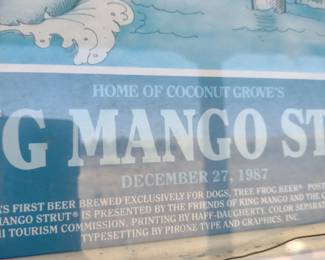 HOME OF COCONUT GROVE'S
G MANGO ST
DECEMBER 27, 1987
'S FIRST BEER BREWED EXCLUSIVELY FOR DOGS, TREE FROG BEER® POST
MANGO STRUT® IS PRESENTED BY THE FRIENDS OF KING MANGO AND THE C
II TOURISM COMMISSION. PRINTING BY HAFF-DAUGHERTY, COLOR SEPARAT
TYPESETTING BY PIRONE TYPE AND GRAPHICS, INC.